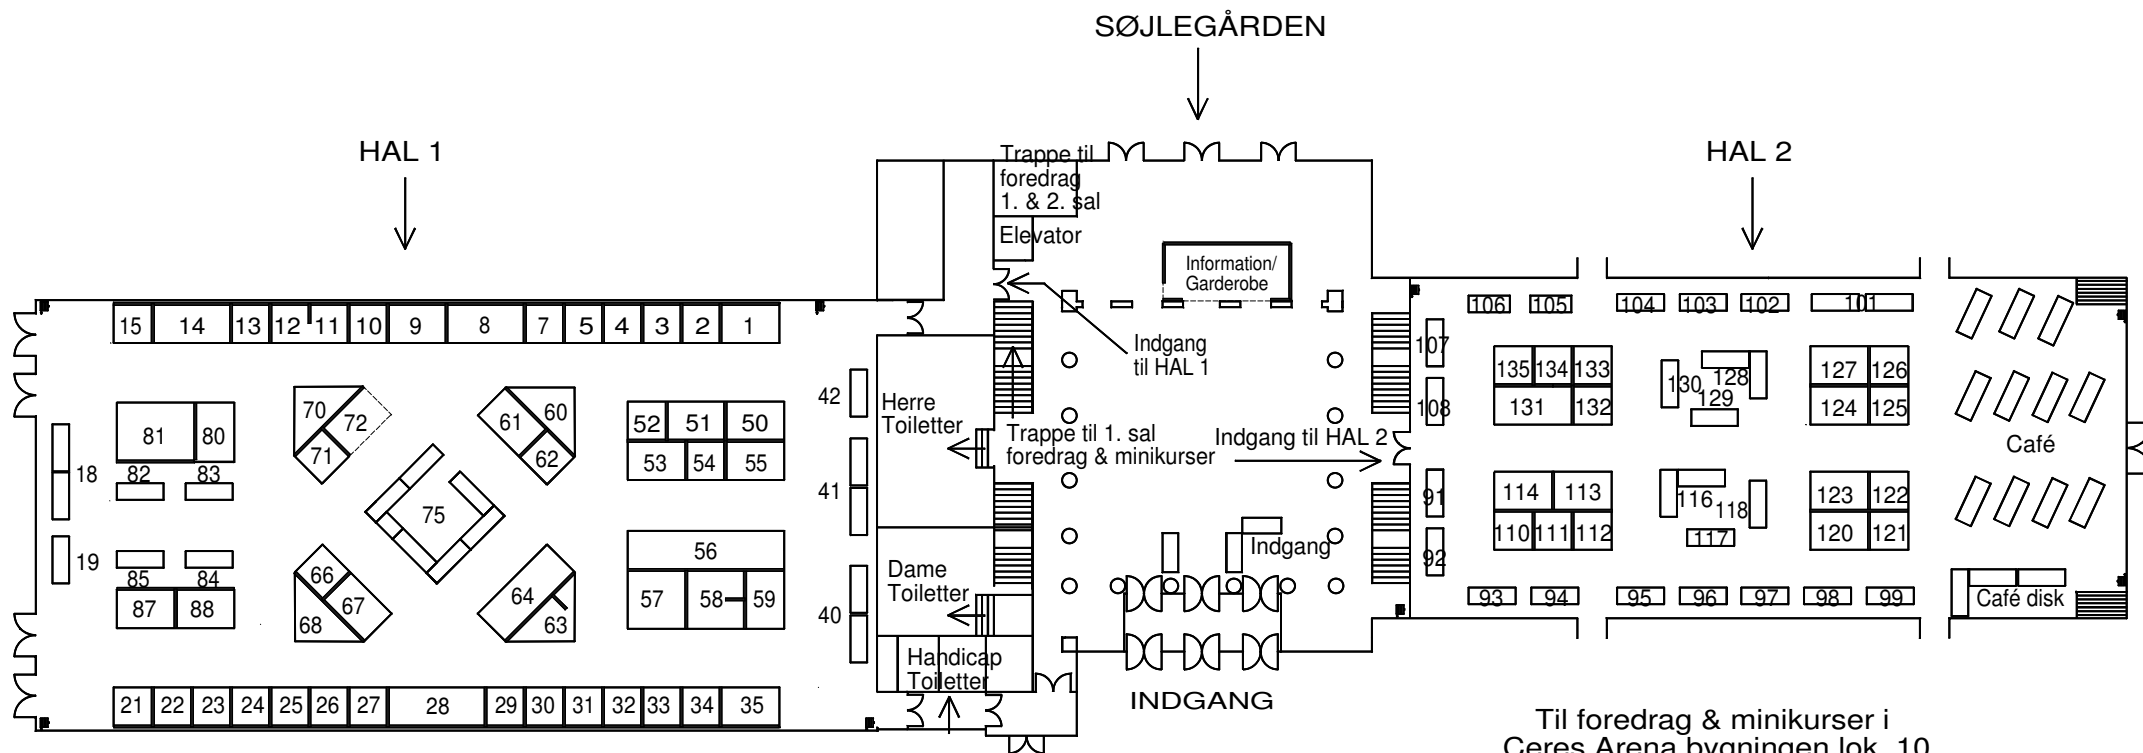 SØJLEGÅRDEN
HAL 1
HAL 2
Trappe til
foredrag
1. & 2. sal
Elevator
Information/
Garderobe
Indgang
til HAL 1
15 14 13 12 11 10 9 8 7 5 4 3 2 1
106 105 104 103 102 101
107
135 134 133
130 128
129
127 126
108
131 132
124 125
42
Herre
Toiletter
Trappe til 1. sal
foredrag & minikurser
Indgang til HAL 2
Café
70 72
71
61 60
62
52 51 50
53 54 55
81 80
82 83
18
75
41
91
114 113
116 118
117
123 122
110 111 112
120 121
92
Indgang
19
85 84
87 88
66
67
68
64
63
56
57 58 59
40
Dame
Toiletter
Handicap
Toiletter
93 94 95 96 97 98 99
Café disk
21 22 23 24 25 26 27 28 29 30 31 32 33 34 35
INDGANG
Til foredrag & minikurser i
Ceres Arena bygningen lok. 10